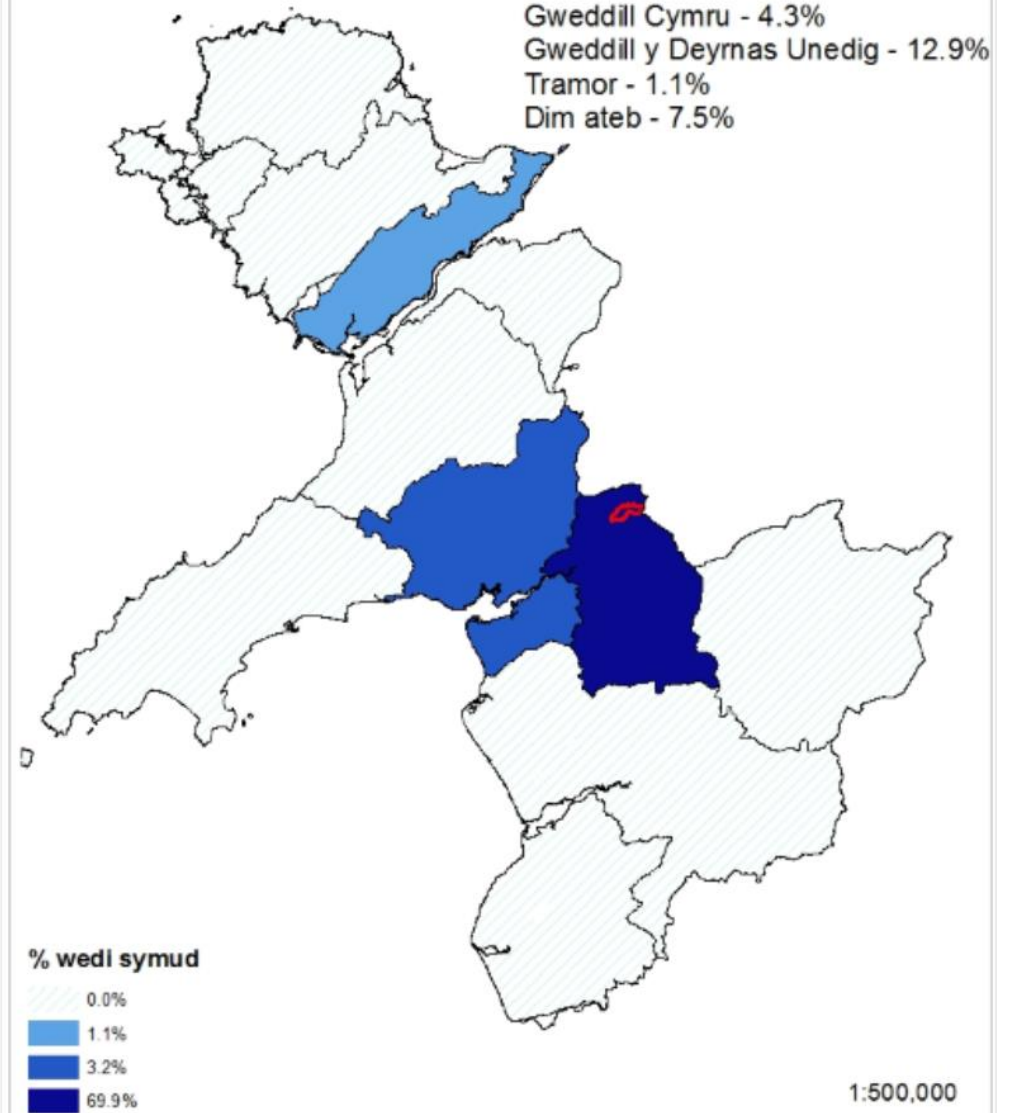 Gweddill Cymru - 4.3%
Gweddill y Deyrnas Unedig - 12.9%
Tramor - 1.1%
Dim ateb - 7.5%
% wedi symud
0.0%
1.1%
3.2%
69.9%
1:500,000